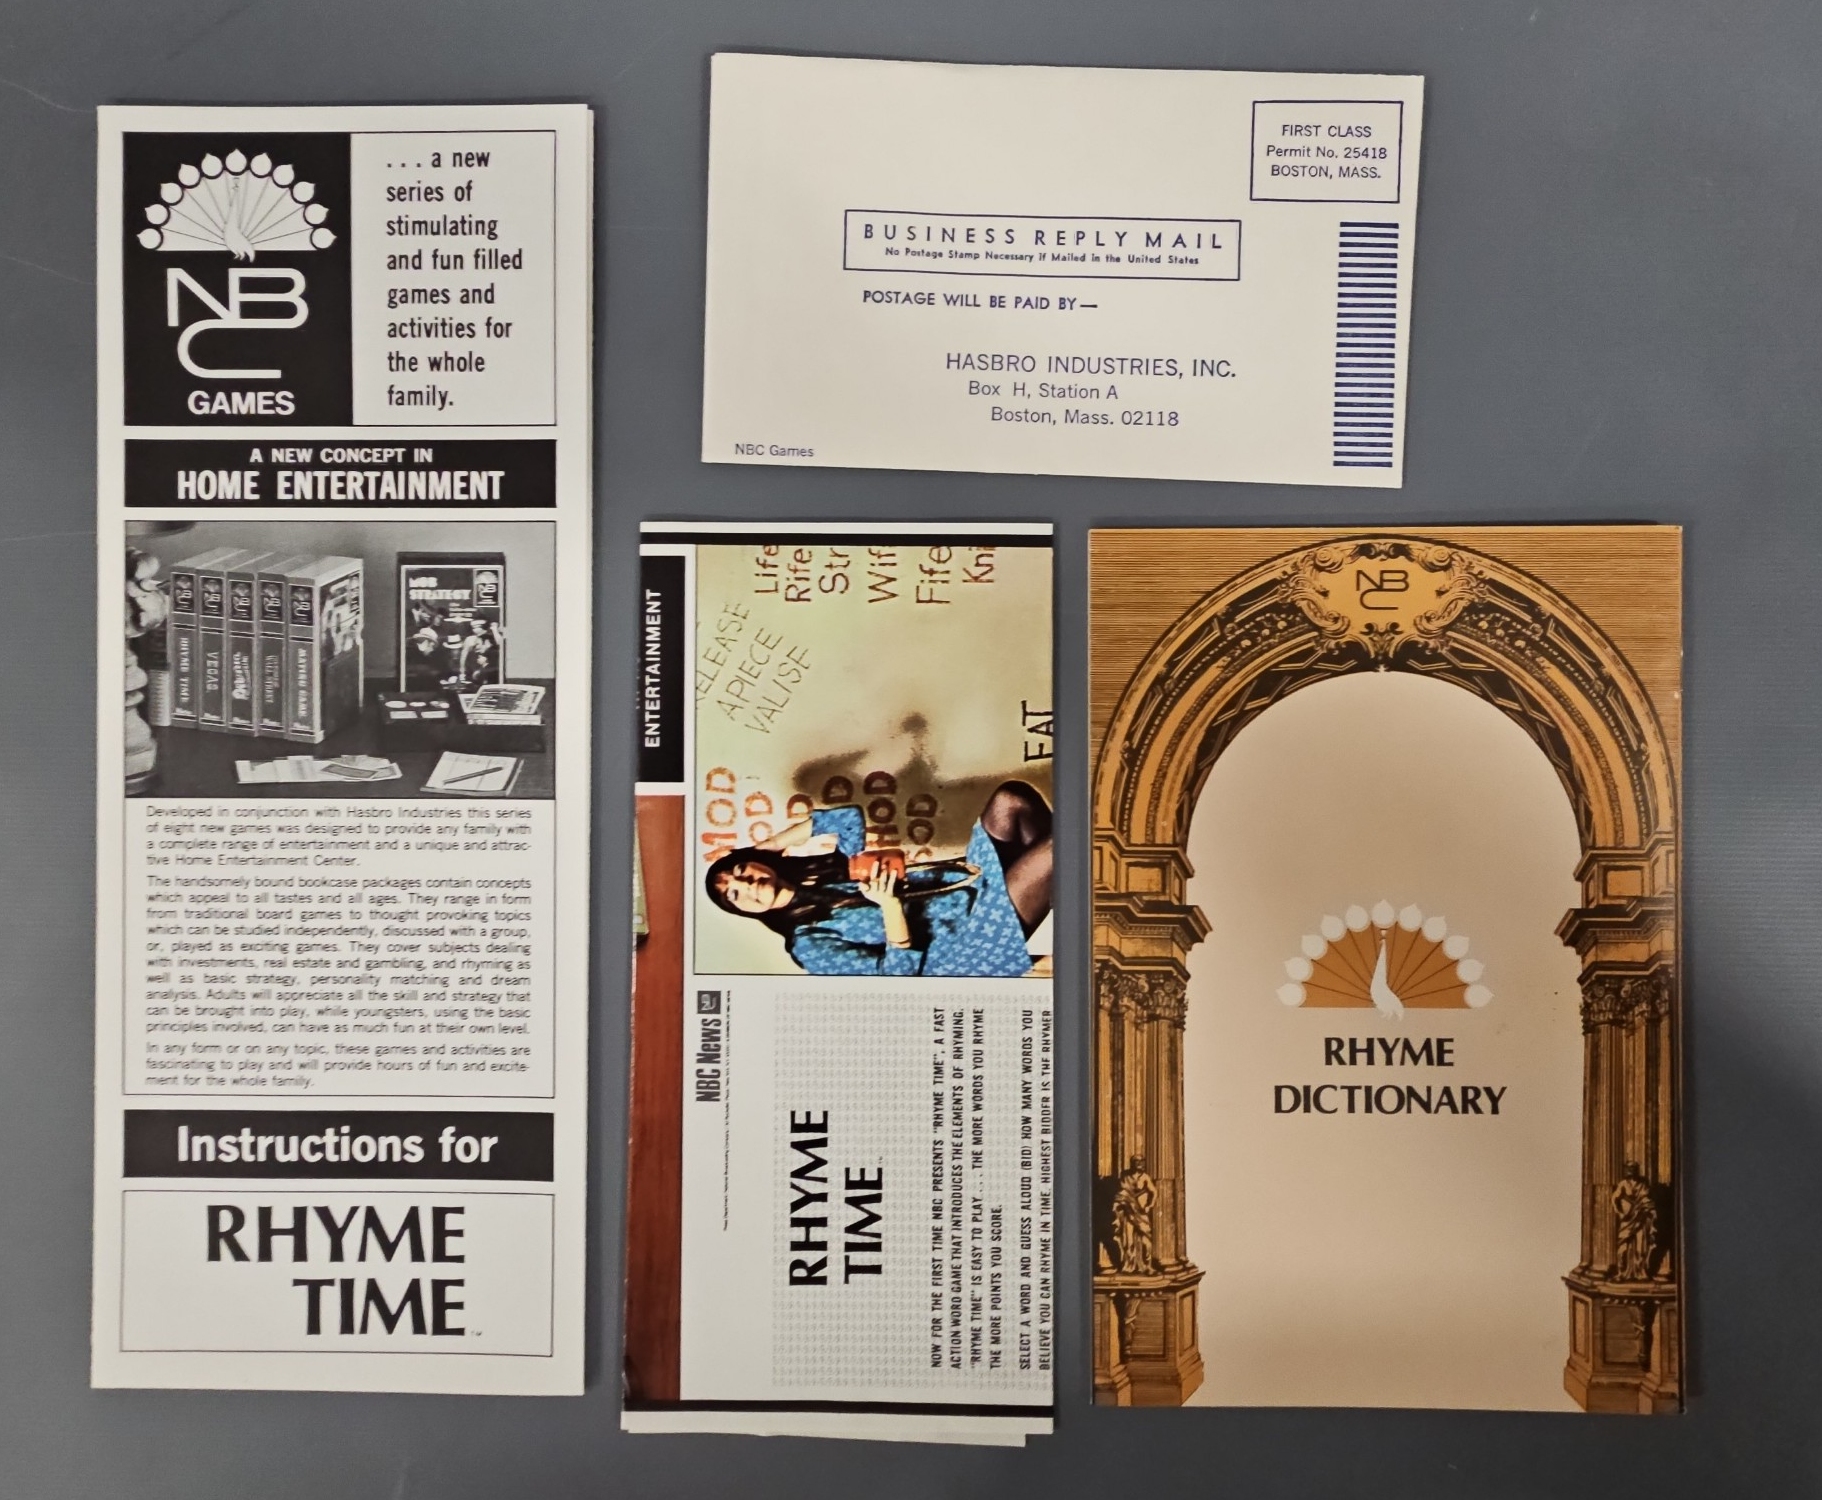 NBC
GAMES
. . . a new
series of
stimulating
and fun filled
games and
activities for
the whole
family.
A NEW CONCEPT IN
HOME ENTERTAINMENT
RHYME TIME
VEGAS
MATING GAME
MOB
STRATEGY
Developed in conjunction with Hasbro Industries this series
of eight new games was designed to provide any family with
a complete range of entertainment and a unique and attrac-
tive Home Entertainment Center.
The handsomely bound bookcase packages contain concepts
which appeal to all tastes and all ages. They range in form
from traditional board games to thought provoking topics
which can be studied independently, discussed with a group,
or, played as exciting games. They cover subjects dealing
with investments, real estate and gambling, and rhyming as
well as basic strategy, personality matching and dream
analysis. Adults will appreciate all the skill and strategy that
can be brought into play, while youngsters, using the basic
principles involved, can have as much fun at their own level.
In any form or on any topic, these games and activities are
fascinating to play and will provide hours of fun and excite-
ment for the whole family.
Instructions for
RHYME
TIME
TM
FIRST CLASS
Permit No. 25418
BOSTON, MASS.
BUSINESS REPLY MAIL
No Postage Stamp Necessary If Mailed in the United States
POSTAGE WILL BE PAID BY—
HASBRO INDUSTRIES, INC.
Box H, Station A
Boston, Mass. 02118
NBC Games
ENTERTAINMENT
Life
Rife
Str
Wif
Fife
Kni
RELEASE
APIECE
VALISE
EAT
MOD
OD
HOD
OD
NBC News
RHYME
TIME
NOW FOR THE FIRST TIME NBC PRESENTS "RHYME TIME", A FAST
ACTION WORD GAME THAT INTRODUCES THE ELEMENTS OF RHYMING.
"RHYME TIME" IS EASY TO PLAY . . . THE MORE WORDS YOU RHYME
THE MORE POINTS YOU SCORE.
SELECT A WORD AND GUESS ALOUD (BID) HOW MANY WORDS YOU
BELIEVE YOU CAN RHYME IN TIME. HIGHEST BIDDER IS THE RHYMER
NBC
RHYME
DICTIONARY